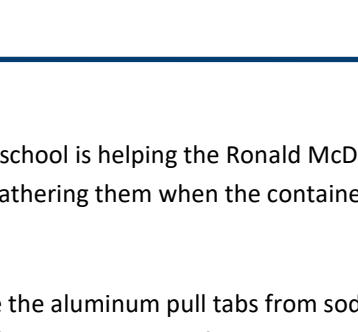 school is helping the Ronald McD
athering them when the containe
the aluminum pull tabs from sod